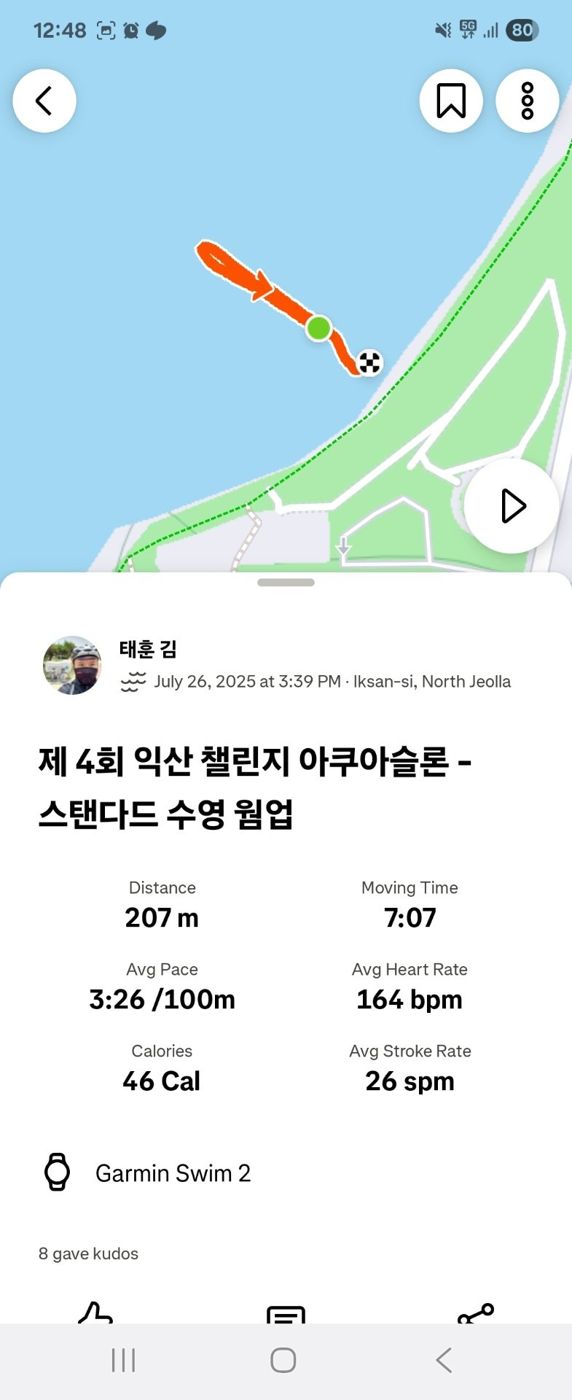 12:48
5G
80
태훈 김
July 26, 2025 at 3:39 PM · Iksan-si, North Jeolla
제 4회 익산 챌린지 아쿠아슬론 -
스탠다드 수영 웜업
Distance
Moving Time
207 m
7:07
Avg Pace
Avg Heart Rate
3:26 /100m
164 bpm
Calories
Avg Stroke Rate
46 Cal
26 spm
Garmin Swim 2
8 gave kudos